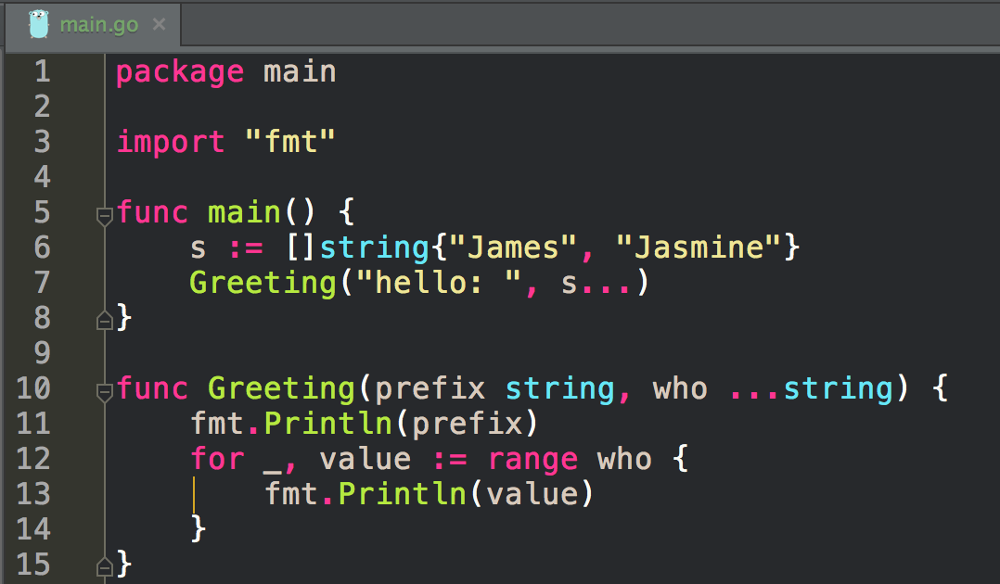 main.go ×
1 package main
2
3 import "fmt"
4
5 func main() {
6     s := []string{"James", "Jasmine"}
7     Greeting("hello: ", s...)
8 }
9
10 func Greeting(prefix string, who ...string) {
11     fmt.Println(prefix)
12     for _, value := range who {
13         fmt.Println(value)
14     }
15 }